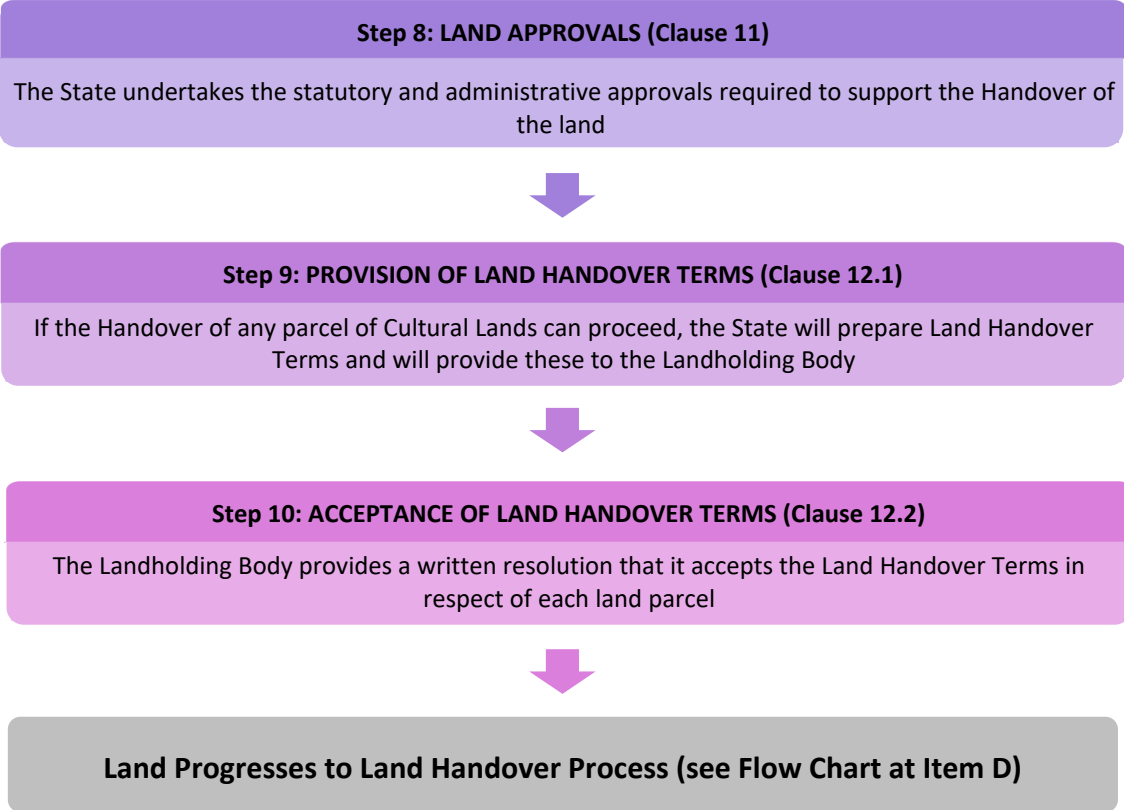 Step 8: LAND APPROVALS (Clause 11)
The State undertakes the statutory and administrative approvals required to support the Handover of
the land
Step 9: PROVISION OF LAND HANDOVER TERMS (Clause 12.1)
If the Handover of any parcel of Cultural Lands can proceed, the State will prepare Land Handover
Terms and will provide these to the Landholding Body
Step 10: ACCEPTANCE OF LAND HANDOVER TERMS (Clause 12.2)
The Landholding Body provides a written resolution that it accepts the Land Handover Terms in
respect of each land parcel
Land Progresses to Land Handover Process (see Flow Chart at Item D)